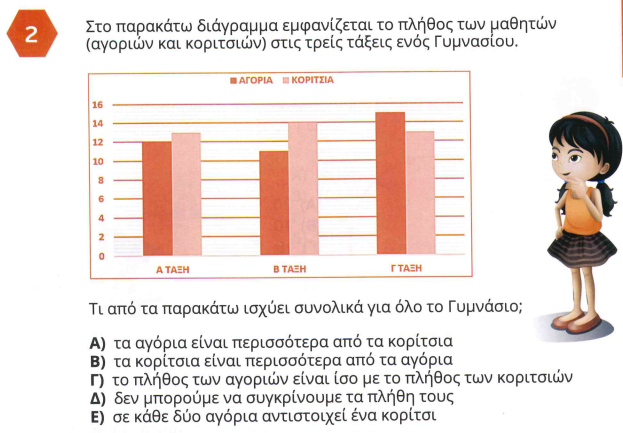 2
Στο παρακάτω διάγραμμα εμφανίζεται το πλήθος των μαθητών
(αγοριών και κοριτσιών) στις τρείς τάξεις ενός Γυμνασίου.
ΑΓΟΡΙΑ ΚΟΡΙΤΣΙΑ
16
14
12
10
8
6
4
2
0
Α ΤΑΞΗ Β ΤΑΞΗ Γ ΤΑΞΗ
Τι από τα παρακάτω ισχύει συνολικά για όλο το Γυμνάσιο;
Α) τα αγόρια είναι περισσότερα από τα κορίτσια
Β) τα κορίτσια είναι περισσότερα από τα αγόρια
Γ) το πλήθος των αγοριών είναι ίσο με το πλήθος των κοριτσιών
Δ) δεν μπορούμε να συγκρίνουμε τα πλήθη τους
Ε) σε κάθε δύο αγόρια αντιστοιχεί ένα κορίτσι